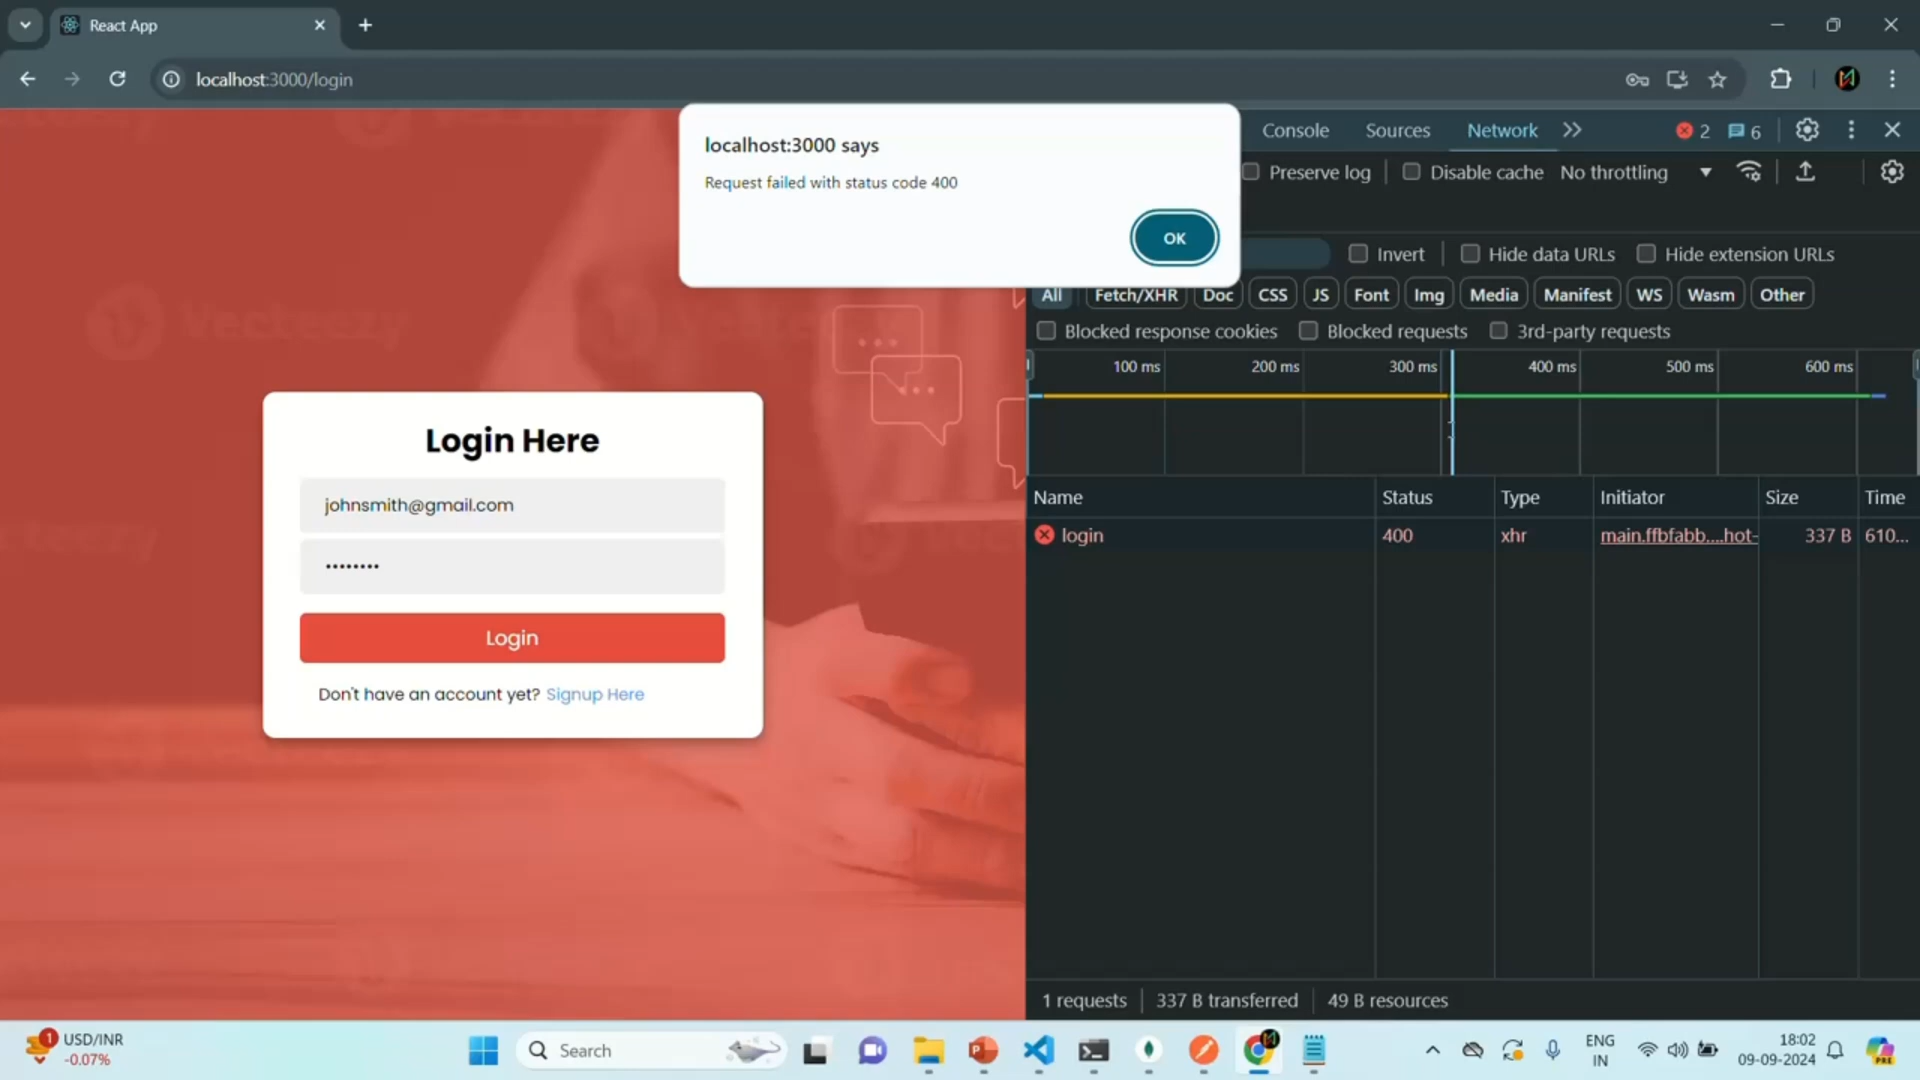 React App
localhost:3000/login
localhost:3000 says
Request failed with status code 400
OK
Console Sources Network 2 6
Preserve log Disable cache No throttling
Invert Hide data URLs Hide extension URLs
All Fetch/XHR Doc CSS JS Font Img Media Manifest WS Wasm Other
Blocked response cookies Blocked requests 3rd-party requests
100 ms 200 ms 300 ms 400 ms 500 ms 600 ms
Name Status Type Initiator Size Time
login 400 xhr main.ffbfabb....hot- 337 B 610...
1 requests 337 B transferred 49 B resources
Vecteezy
Login Here
johnsmith@gmail.com
••••••••
Login
Don't have an account yet? Signup Here
1 USD/INR
-0.07%
Search
ENG
IN
18:02
09-09-2024
PRE